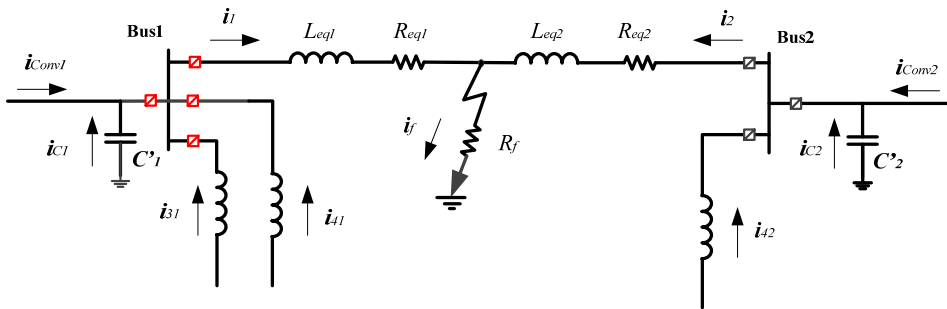 i1
Leq1
Req1
Leq2
Req2
i2
Bus1
Bus2
iConv1
iConv2
iC1
C'1
if
Rf
iC2
C'2
i31
i41
i42